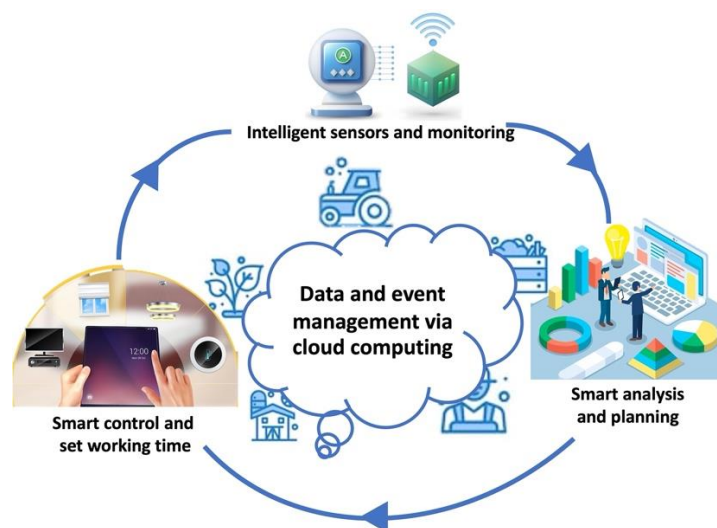 Intelligent sensors and monitoring
Data and event
management via
cloud computing
12:00
Smart control and
set working time
Smart analysis
and planning